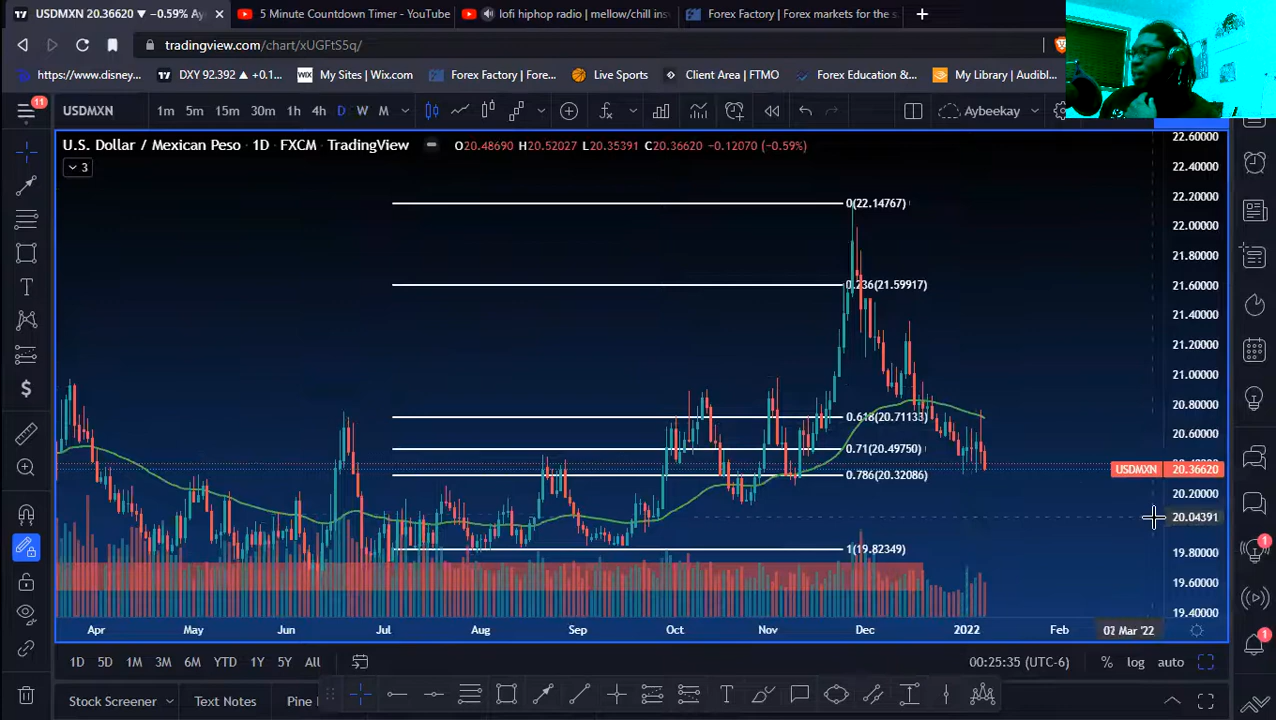 USDMXN 20.36620 ▼ −0.59% Ay
5 Minute Countdown Timer - YouTube
lofi hiphop radio | mellow/chill ins
Forex Factory | Forex markets for the s
tradingview.com/chart/xUGFtS5q/
https://www.disney...
DXY 92.392 ▲ +0.1...
My Sites | Wix.com
Forex Factory | Fore...
Live Sports
Client Area | FTMO
Forex Education &...
My Library | Audibl...
11
USDMXN
1m 5m 15m 30m 1h 4h D W M
Aybeekay
U.S. Dollar / Mexican Peso · 1D · FXCM · TradingView
O20.48690 H20.52027 L20.35391 C20.36620 −0.12070 (−0.59%)
3
0(22.14767)
0.236(21.59917)
0.618(20.71133)
0.71(20.49750)
0.786(20.32086)
1(19.82349)
22.60000
22.40000
22.20000
22.00000
21.80000
21.60000
21.40000
21.20000
21.00000
20.80000
20.60000
USDMXN 20.36620
20.20000
20.04391
19.80000
19.60000
19.40000
Apr May Jun Jul Aug Sep Oct Nov Dec 2022 Feb 02 Mar '22
1D 5D 1M 3M 6M YTD 1Y 5Y All
00:25:35 (UTC-6) % log auto
Stock Screener
Text Notes
Pine
1
1